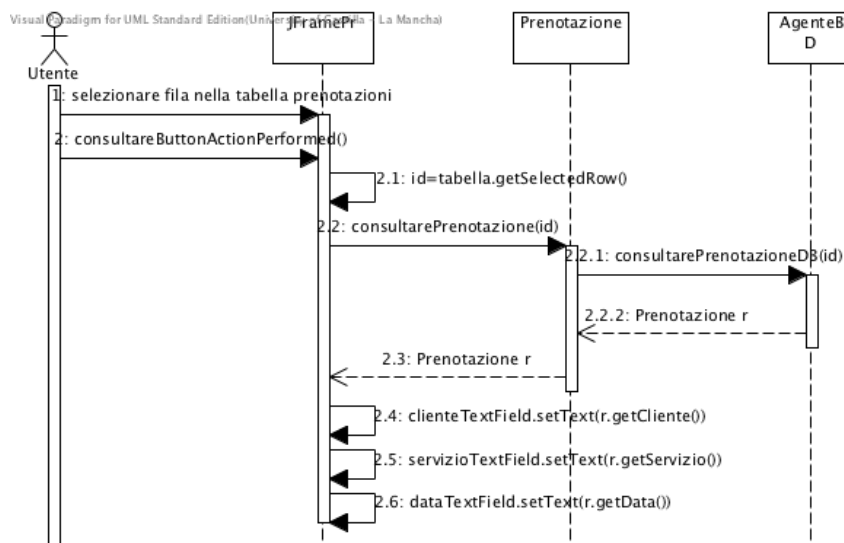 Visual Paradigm for UML Standard Edition(University of Castilla - La Mancha)
JFramePr
Prenotazione
AgenteB
D
Utente
1: selezionare fila nella tabella prenotazioni
2: consultareButtonActionPerformed()
2.1: id=tabella.getSelectedRow()
2.2: consultarePrenotazione(id)
2.2.1: consultarePrenotazioneDB(id)
2.2.2: Prenotazione r
2.3: Prenotazione r
2.4: clienteTextField.setText(r.getCliente())
2.5: servizioTextField.setText(r.getServizio())
2.6: dataTextField.setText(r.getData())